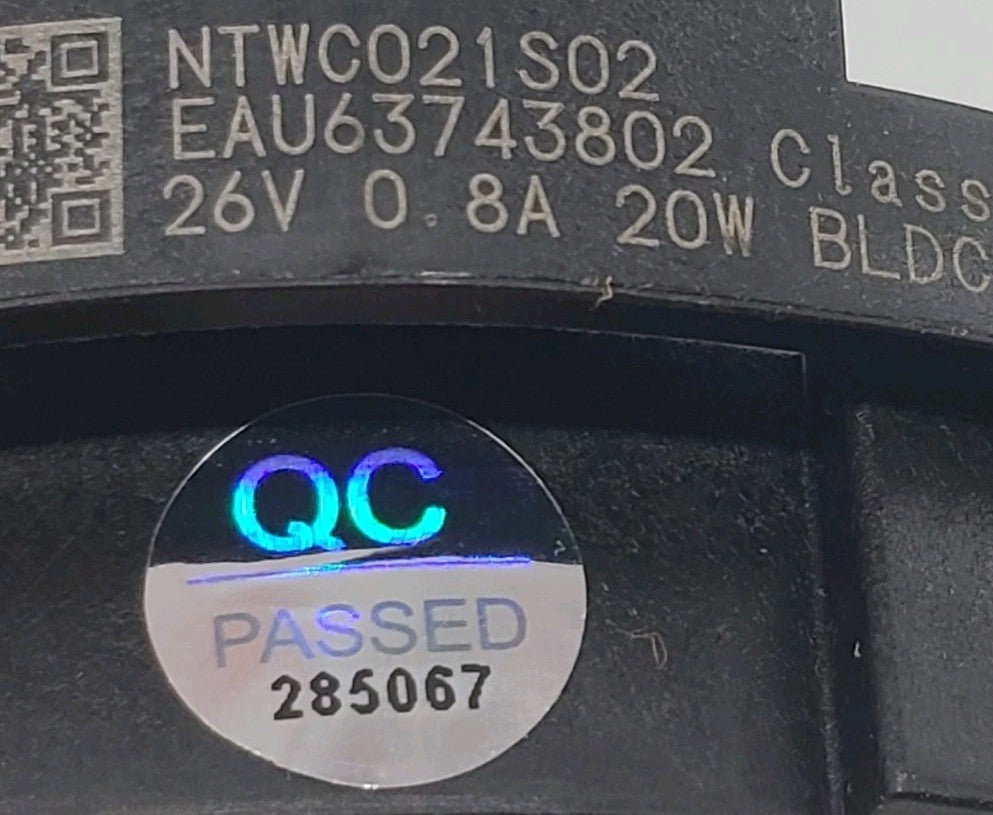 NTWC021S02
EAU63743802 Class
26V 0.8A 20W BLDC
QC
PASSED
285067